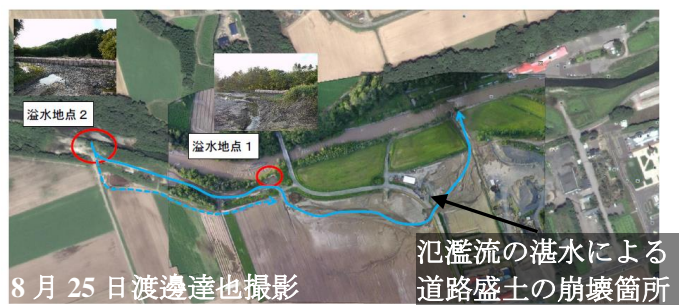 溢水地点２
溢水地点１
氾濫流の湛水による
道路盛土の崩壊箇所
8 月 25 日渡邊達也撮影